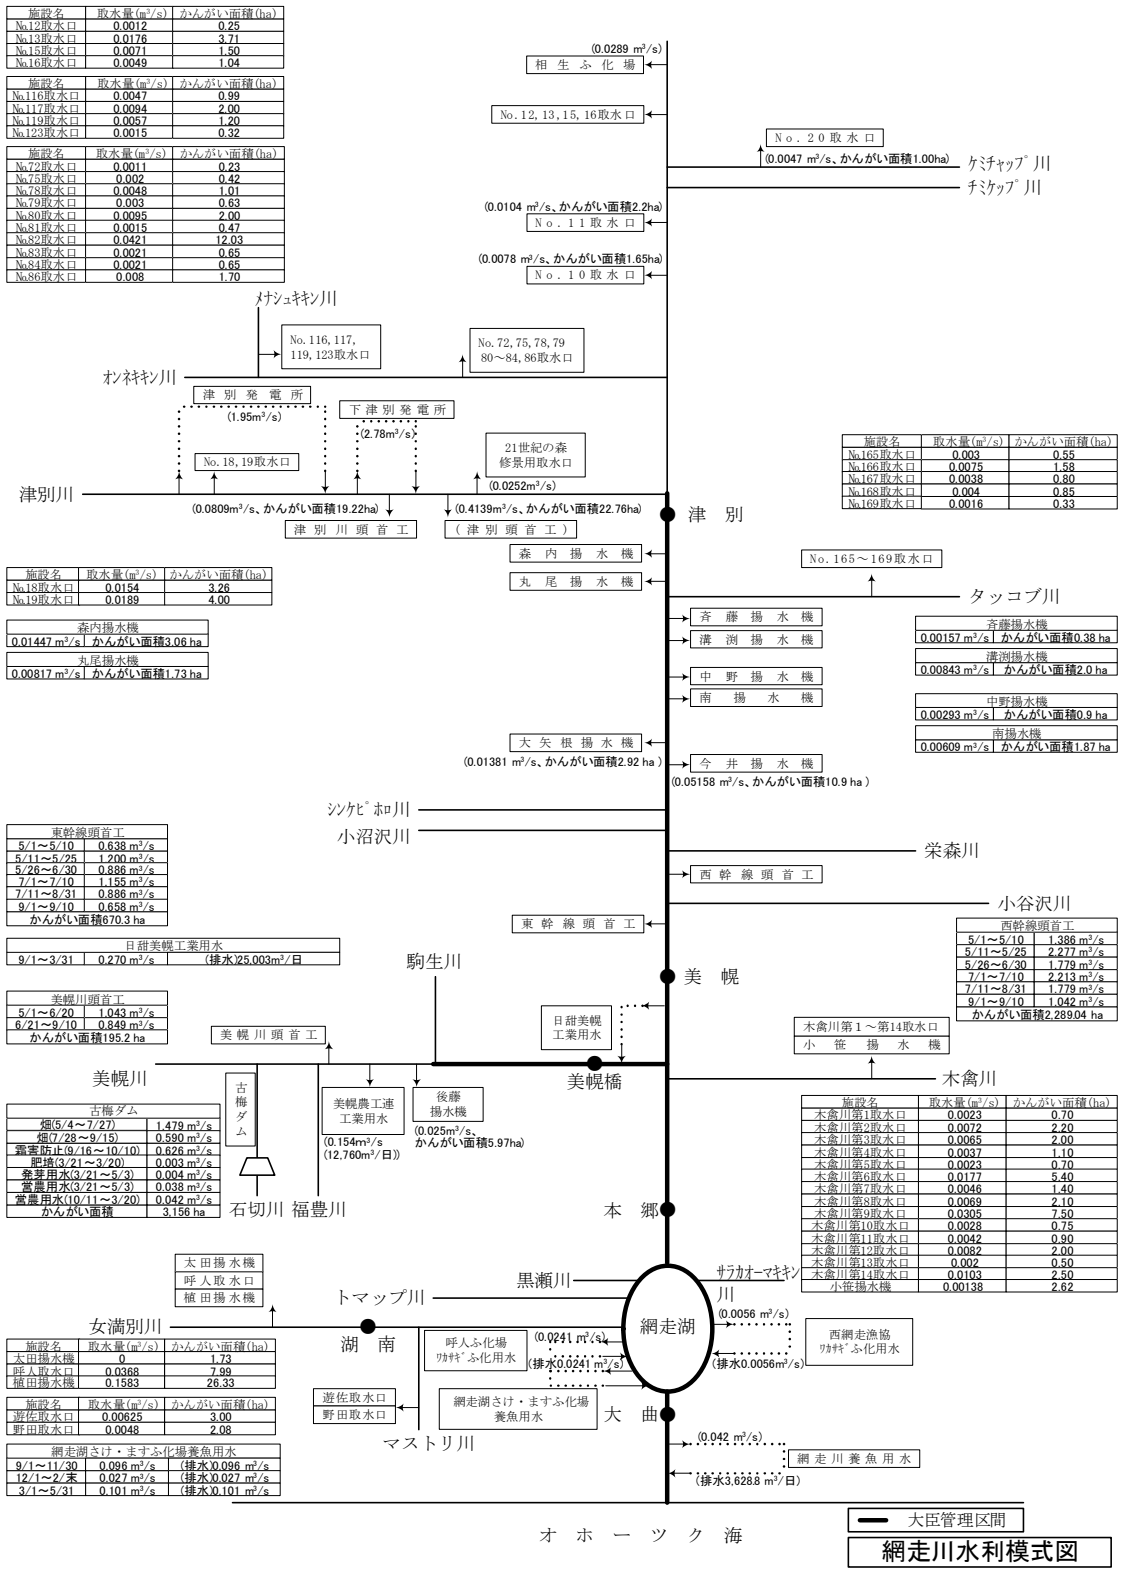 施設名 取水量(m³/s) かんがい面積(ha)
No.12取水口 0.0012 0.25
No.13取水口 0.0176 3.71
No.15取水口 0.0071 1.50
No.16取水口 0.0049 1.04
施設名 取水量(m³/s) かんがい面積(ha)
No.116取水口 0.0047 0.99
No.117取水口 0.0094 2.00
No.119取水口 0.0057 1.20
No.123取水口 0.0015 0.32
施設名 取水量(m³/s) かんがい面積(ha)
No.72取水口 0.0011 0.23
No.75取水口 0.002 0.42
No.78取水口 0.0048 1.01
No.79取水口 0.003 0.63
No.80取水口 0.0095 2.00
No.81取水口 0.0015 0.47
No.82取水口 0.0421 12.03
No.83取水口 0.0021 0.65
No.84取水口 0.0021 0.65
No.86取水口 0.008 1.70
(0.0289 m³/s)
相生ふ化場
No.12,13,15,16取水口
No.20取水口
(0.0047 m³/s、かんがい面積1.00ha)
ケミチャップ川
チミケップ川
(0.0104 m³/s、かんがい面積2.2ha)
No.11取水口
(0.0078 m³/s、かんがい面積1.65ha)
No.10取水口
メナシュキキン川
No.116,117,
119,123取水口
No.72,75,78,79
80～84,86取水口
オンネキキン川
津別発電所
(1.95m³/s)
下津別発電所
(2.78m³/s)
No.18,19取水口
21世紀の森
修景用取水口
(0.0252m³/s)
津別川
(0.0809m³/s、かんがい面積19.22ha)
津別川頭首工
(0.4139m³/s、かんがい面積22.76ha)
(津別頭首工)
津別
施設名 取水量(m³/s) かんがい面積(ha)
No.165取水口 0.003 0.55
No.166取水口 0.0075 1.58
No.167取水口 0.0038 0.80
No.168取水口 0.004 0.85
No.169取水口 0.0016 0.33
森内揚水機
丸尾揚水機
No.165～169取水口
タッコブ川
施設名 取水量(m³/s) かんがい面積(ha)
No.18取水口 0.0154 3.26
No.19取水口 0.0189 4.00
森内揚水機
0.01447 m³/s かんがい面積3.06 ha
丸尾揚水機
0.00817 m³/s かんがい面積1.73 ha
斉藤揚水機
溝渕揚水機
中野揚水機
南揚水機
斉藤揚水機
0.00157 m³/s かんがい面積0.38 ha
溝渕揚水機
0.00843 m³/s かんがい面積2.0 ha
中野揚水機
0.00293 m³/s かんがい面積0.9 ha
南揚水機
0.00609 m³/s かんがい面積1.87 ha
大矢根揚水機
(0.01381 m³/s、かんがい面積2.92 ha )
今井揚水機
(0.05158 m³/s、かんがい面積10.9 ha )
シンケピホロ川
小沼沢川
栄森川
西幹線頭首工
小谷沢川
東幹線頭首工
東幹線頭首工
5/1～5/10 0.638 m³/s
5/11～5/25 1.200 m³/s
5/26～6/30 0.886 m³/s
7/1～7/10 1.155 m³/s
7/11～8/31 0.886 m³/s
9/1～9/10 0.658 m³/s
かんがい面積670.3 ha
西幹線頭首工
5/1～5/10 1.386 m³/s
5/11～5/25 2.277 m³/s
5/26～6/30 1.779 m³/s
7/1～7/10 2.213 m³/s
7/11～8/31 1.779 m³/s
9/1～9/10 1.042 m³/s
かんがい面積2,289.04 ha
日甜美幌工業用水
9/1～3/31 0.270 m³/s (排水)25.003m³/日
駒生川
美幌
美幌川頭首工
5/1～6/20 1.043 m³/s
6/21～9/10 0.849 m³/s
かんがい面積195.2 ha
美幌川頭首工
日甜美幌
工業用水
木禽川第１～第14取水口
小笹揚水機
美幌川
美幌橋
木禽川
古梅ダム
美幌農工連
工業用水
(0.154m³/s
(12,760m³/日))
後藤
揚水機
(0.025m³/s、
かんがい面積5.97ha)
石切川
福豊川
古梅ダム
畑(5/4～7/27) 1.479 m³/s
畑(7/28～9/15) 0.590 m³/s
霜害防止(9/16～10/10) 0.626 m³/s
肥培(3/21～3/20) 0.003 m³/s
発芽用水(3/21～5/3) 0.004 m³/s
営農用水(3/21～5/3) 0.038 m³/s
営農用水(10/11～3/20) 0.042 m³/s
かんがい面積 3,156 ha
施設名 取水量(m³/s) かんがい面積(ha)
木禽川第1取水口 0.0023 0.70
木禽川第2取水口 0.0072 2.20
木禽川第3取水口 0.0065 2.00
木禽川第4取水口 0.0037 1.10
木禽川第5取水口 0.0023 0.70
木禽川第6取水口 0.0177 5.40
木禽川第7取水口 0.0046 1.40
木禽川第8取水口 0.0069 2.10
木禽川第9取水口 0.0305 7.50
木禽川第10取水口 0.0028 0.75
木禽川第11取水口 0.0042 0.90
木禽川第12取水口 0.0082 2.00
木禽川第13取水口 0.002 0.50
木禽川第14取水口 0.0103 2.50
小笹揚水機 0.00138 2.62
本郷
黒瀬川
サラカオーマキキン川
トマップ川
太田揚水機
呼人取水口
植田揚水機
女満別川
湖南
網走湖
(0.0056 m³/s)
西網走漁協
ワカサギふ化用水
(排水0.0056m³/s)
呼人ふ化場
ワカサギふ化用水
(0.0241 m³/s)
(排水0.0241 m³/s)
網走湖さけ・ますふ化場
養魚用水
遊佐取水口
野田取水口
マストリ川
施設名 取水量(m³/s) かんがい面積(ha)
太田揚水機 0 1.73
呼人取水口 0.0368 7.99
植田揚水機 0.1583 26.33
施設名 取水量(m³/s) かんがい面積(ha)
遊佐取水口 0.00625 3.00
野田取水口 0.0048 2.08
網走湖さけ・ますふ化場養魚用水
9/1～11/30 0.096 m³/s (排水)0.096 m³/s
12/1～2/末 0.027 m³/s (排水)0.027 m³/s
3/1～5/31 0.101 m³/s (排水)0.101 m³/s
大曲
(0.042 m³/s)
網走川養魚用水
(排水3,628.8 m³/日)
オホーツク海
大臣管理区間
網走川水利模式図